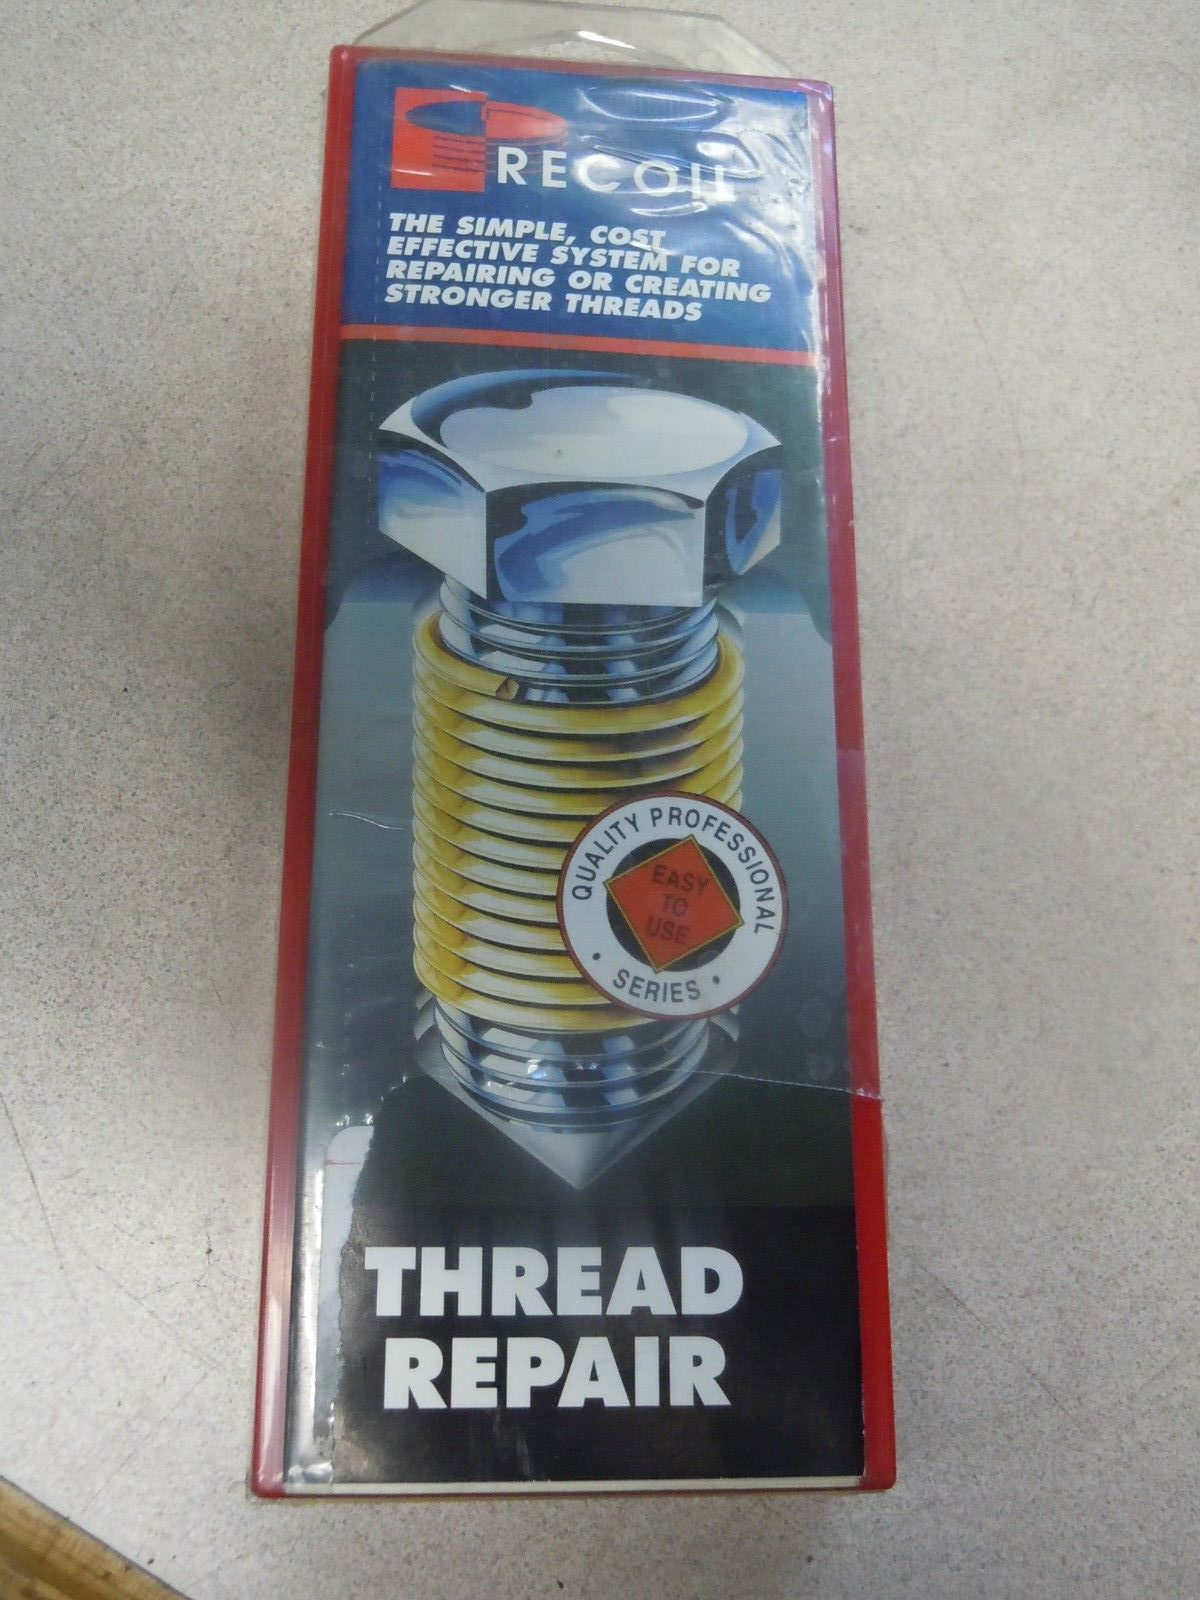 RECOIL
THE SIMPLE, COST
EFFECTIVE SYSTEM FOR
REPAIRING OR CREATING
STRONGER THREADS
QUALITY PROFESSIONAL
EASY
TO
USE
• SERIES •
THREAD
REPAIR